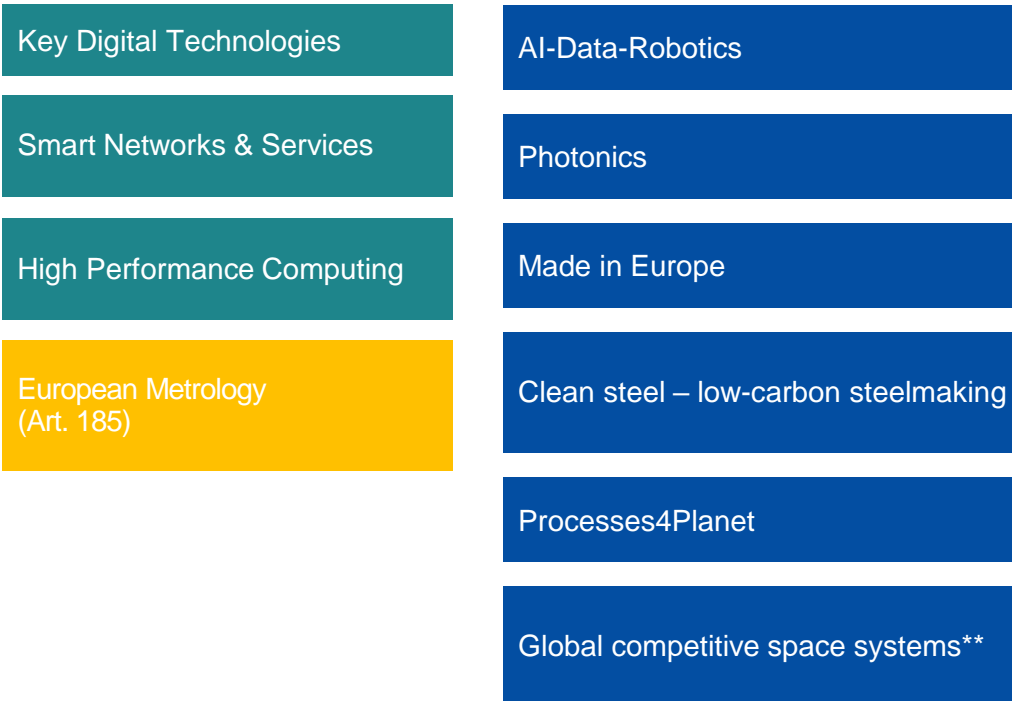 Key Digital Technologies
Smart Networks & Services
High Performance Computing
European Metrology
(Art. 185)
AI-Data-Robotics
Photonics
Made in Europe
Clean steel – low-carbon steelmaking
Processes4Planet
Global competitive space systems**